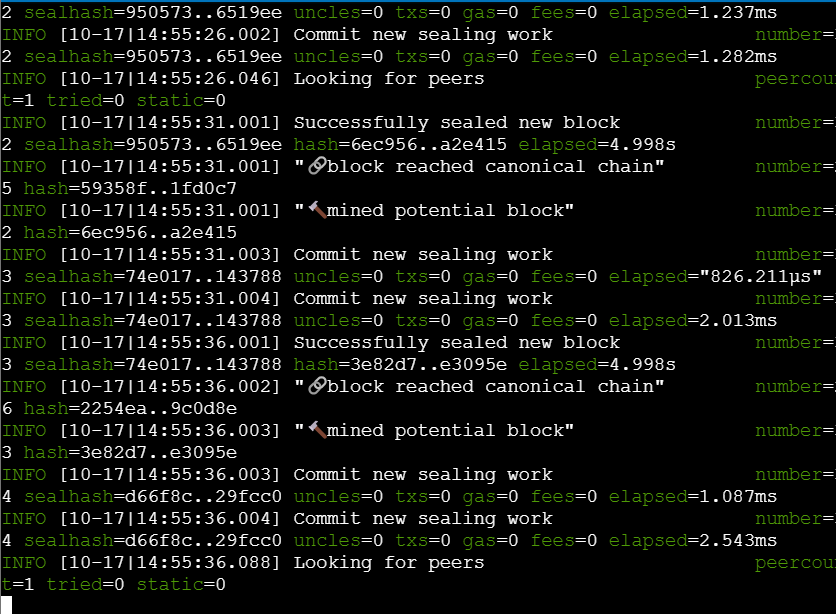 2 sealhash=950573..6519ee uncles=0 txs=0 gas=0 fees=0 elapsed=1.237ms
INFO [10-17|14:55:26.002] Commit new sealing work number=
2 sealhash=950573..6519ee uncles=0 txs=0 gas=0 fees=0 elapsed=1.282ms
INFO [10-17|14:55:26.046] Looking for peers peercou
t=1 tried=0 static=0
INFO [10-17|14:55:31.001] Successfully sealed new block number=
2 sealhash=950573..6519ee hash=6ec956..a2e415 elapsed=4.998s
INFO [10-17|14:55:31.001] "🔗block reached canonical chain" number=
5 hash=59358f..1fd0c7
INFO [10-17|14:55:31.001] "🔨mined potential block" number=
2 hash=6ec956..a2e415
INFO [10-17|14:55:31.003] Commit new sealing work number=
3 sealhash=74e017..143788 uncles=0 txs=0 gas=0 fees=0 elapsed="826.211µs"
INFO [10-17|14:55:31.004] Commit new sealing work number=
3 sealhash=74e017..143788 uncles=0 txs=0 gas=0 fees=0 elapsed=2.013ms
INFO [10-17|14:55:36.001] Successfully sealed new block number=
3 sealhash=74e017..143788 hash=3e82d7..e3095e elapsed=4.998s
INFO [10-17|14:55:36.002] "🔗block reached canonical chain" number=
6 hash=2254ea..9c0d8e
INFO [10-17|14:55:36.003] "🔨mined potential block" number=
3 hash=3e82d7..e3095e
INFO [10-17|14:55:36.003] Commit new sealing work number=
4 sealhash=d66f8c..29fcc0 uncles=0 txs=0 gas=0 fees=0 elapsed=1.087ms
INFO [10-17|14:55:36.004] Commit new sealing work number=
4 sealhash=d66f8c..29fcc0 uncles=0 txs=0 gas=0 fees=0 elapsed=2.543ms
INFO [10-17|14:55:36.088] Looking for peers peercou
t=1 tried=0 static=0